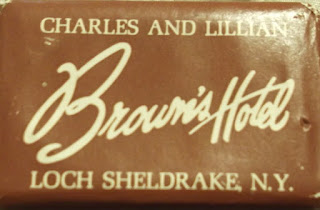 CHARLES AND LILLIAN
Brown's Hotel
LOCH SHELDRAKE, N.Y.